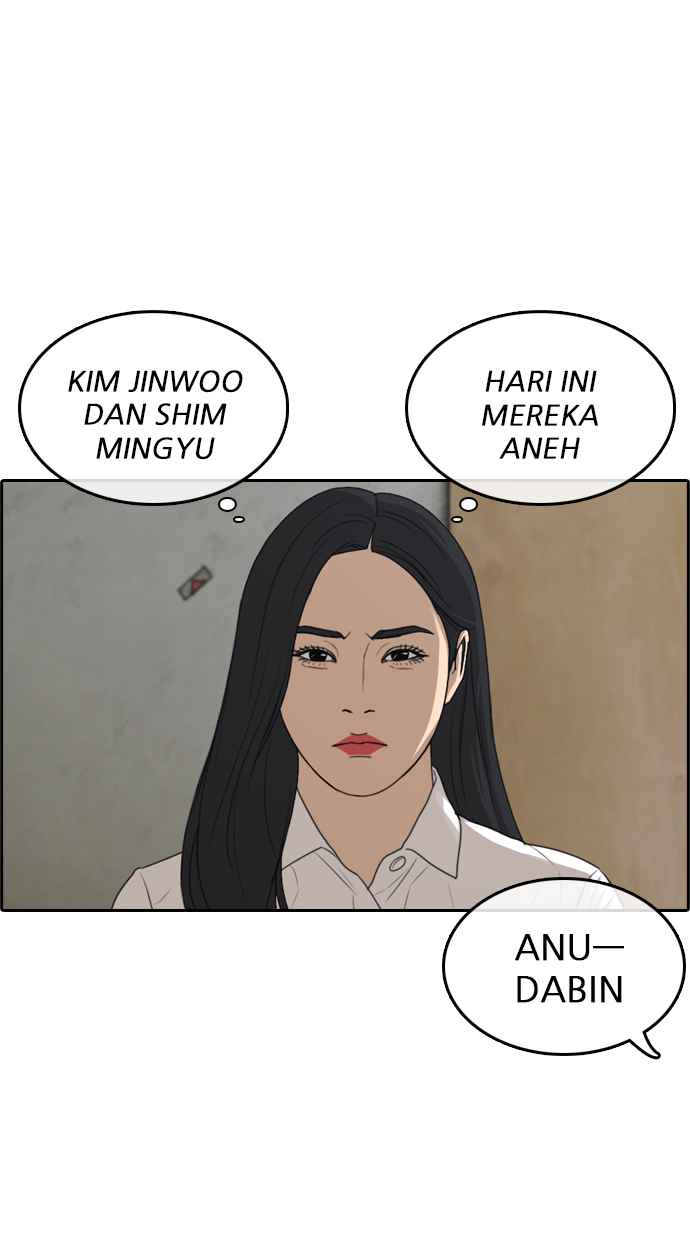 KIM JINWOO
DAN SHIM
MINGYU
HARI INI
MEREKA
ANEH
ANU—
DABIN